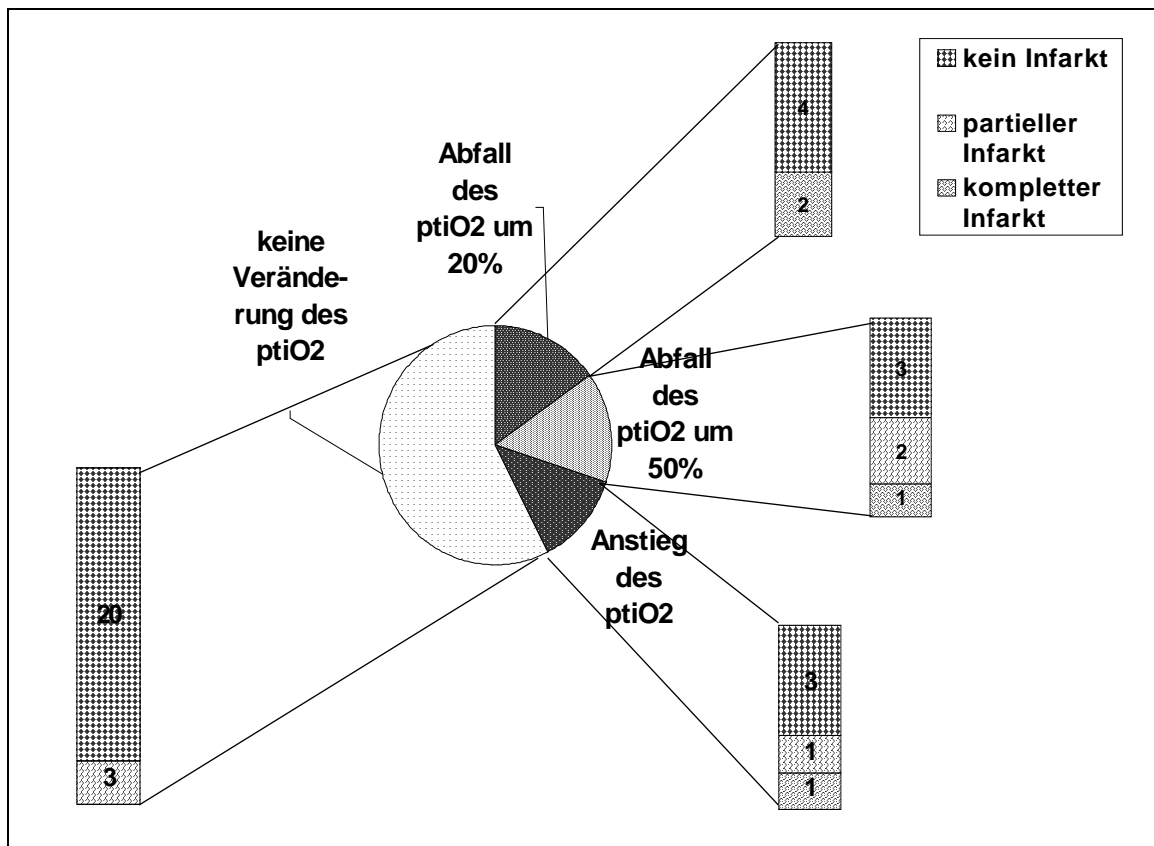 kein Infarkt
partieller
Infarkt
kompletter
Infarkt
4
2
Abfall
des
ptiO2 um
20%
keine
Verände-
rung des
ptiO2
Abfall
des
ptiO2 um
50%
3
2
1
Anstieg
des
ptiO2
20
3
3
1
1